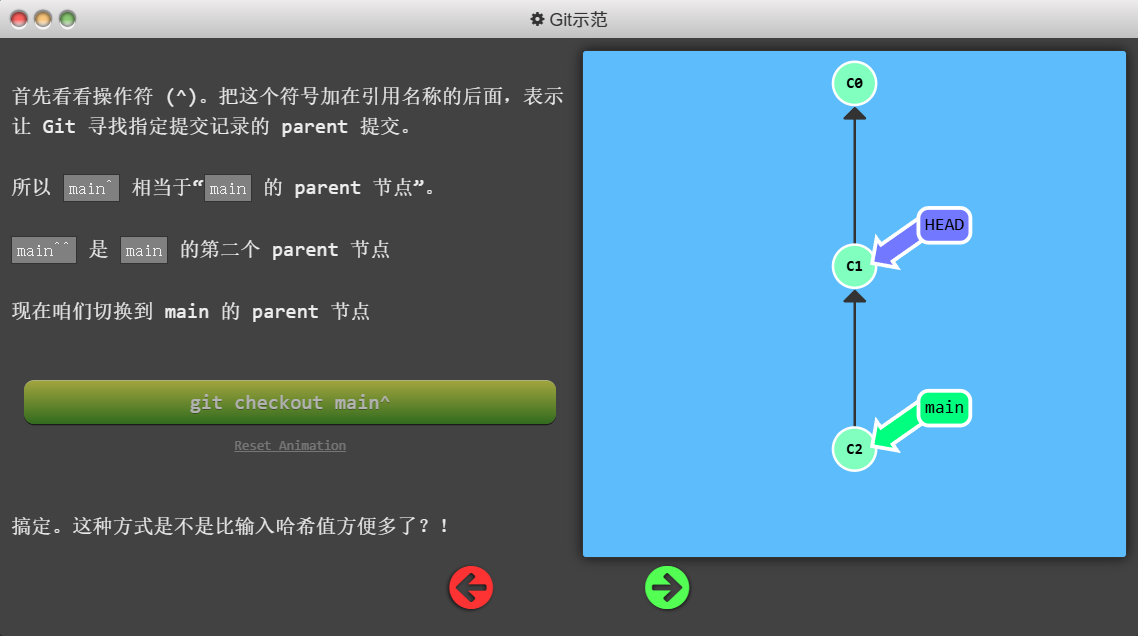 Git示范
首先看看操作符 (^)。把这个符号加在引用名称的后面，表示
让 Git 寻找指定提交记录的 parent 提交。
所以 main^ 相当于“main 的 parent 节点”。
main^^ 是 main 的第二个 parent 节点
现在咱们切换到 main 的 parent 节点
git checkout main^
Reset Animation
搞定。这种方式是不是比输入哈希值方便多了？！
C0
HEAD
C1
main
C2